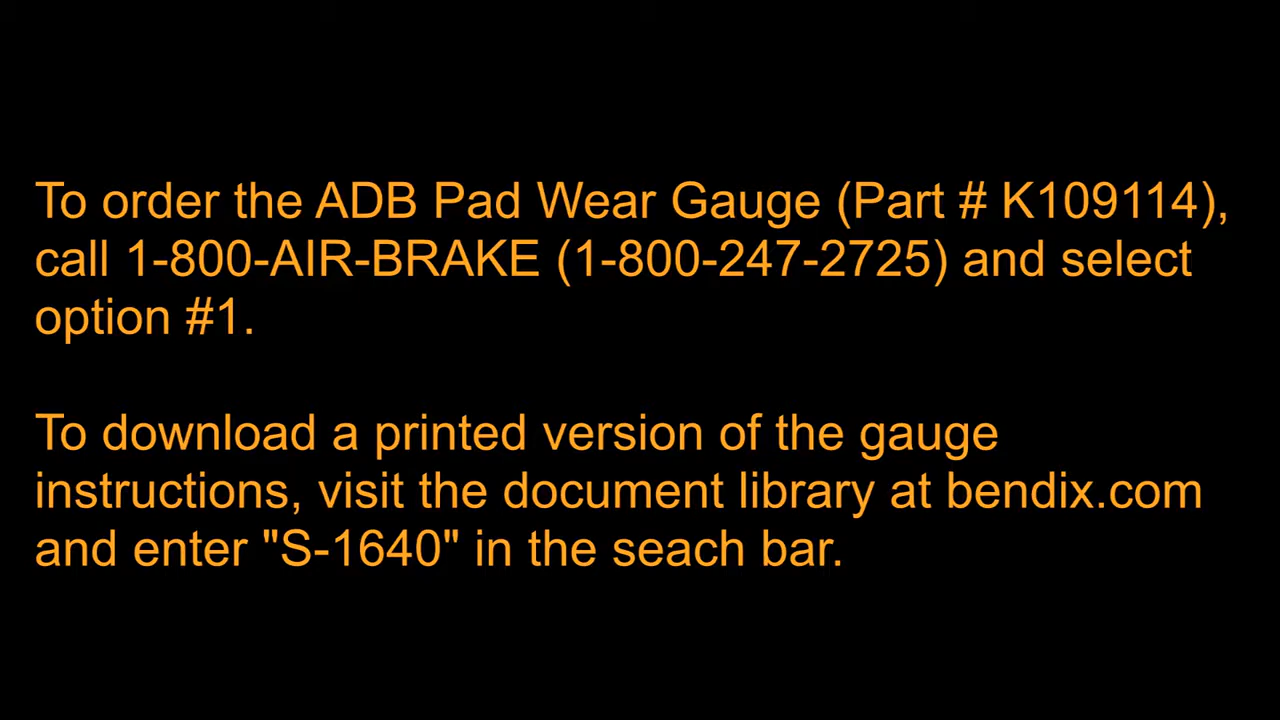 To order the ADB Pad Wear Gauge (Part # K109114),
call 1-800-AIR-BRAKE (1-800-247-2725) and select
option #1.
To download a printed version of the gauge
instructions, visit the document library at bendix.com
and enter "S-1640" in the seach bar.